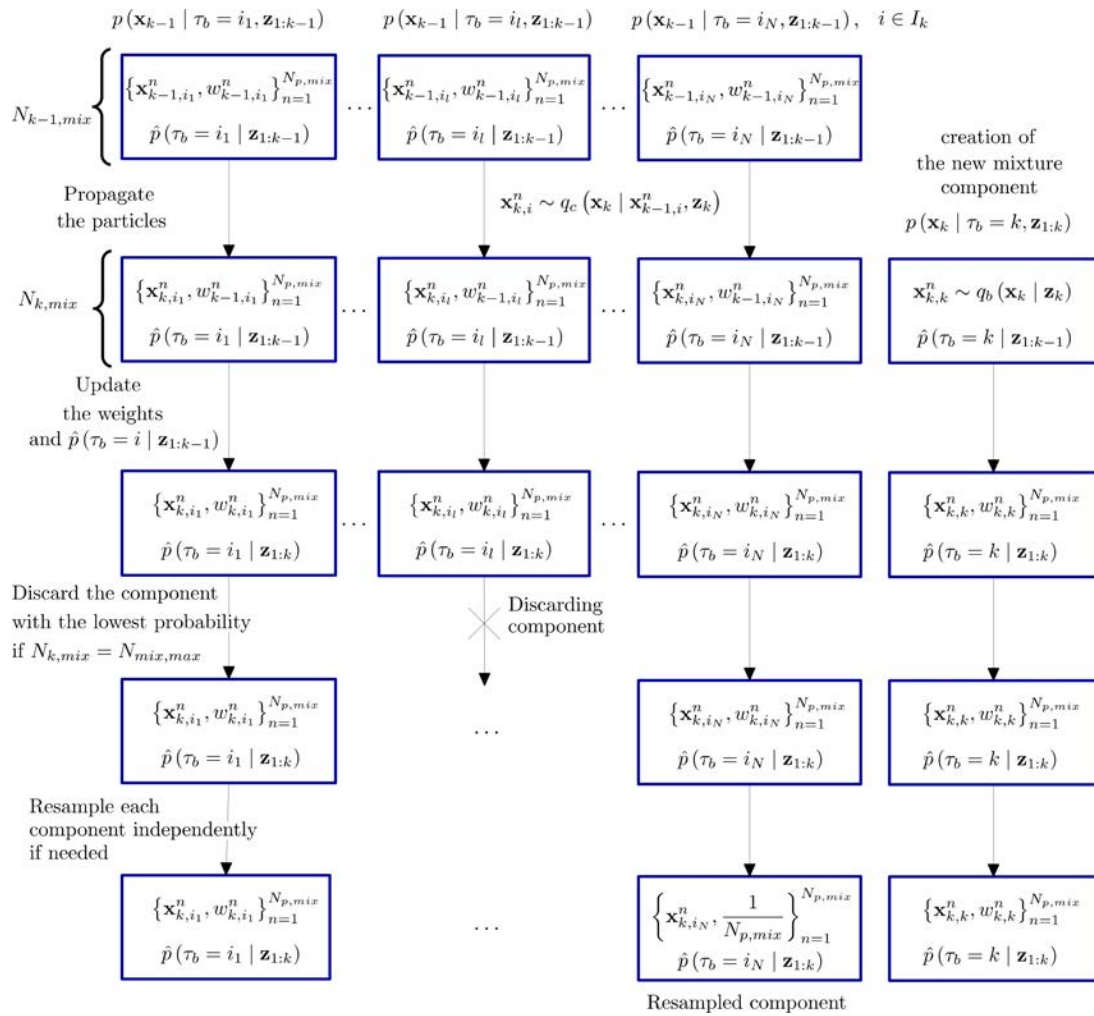 p(𝐱_{k-1} | τ_b = i_1, 𝐳_{1:k-1}) p(𝐱_{k-1} | τ_b = i_l, 𝐳_{1:k-1}) p(𝐱_{k-1} | τ_b = i_N, 𝐳_{1:k-1}), i ∈ I_k
N_{k-1,mix}
{𝐱^n_{k-1,i_1}, w^n_{k-1,i_1}}^{N_{p,mix}}_{n=1} ... {𝐱^n_{k-1,i_l}, w^n_{k-1,i_l}}^{N_{p,mix}}_{n=1} ... {𝐱^n_{k-1,i_N}, w^n_{k-1,i_N}}^{N_{p,mix}}_{n=1}
p̂(τ_b = i_1 | 𝐳_{1:k-1}) p̂(τ_b = i_l | 𝐳_{1:k-1}) p̂(τ_b = i_N | 𝐳_{1:k-1})
creation of
the new mixture
component
p(𝐱_k | τ_b = k, 𝐳_{1:k})
Propagate
the particles
𝐱^n_{k,i} ∼ q_c(𝐱_k | 𝐱^n_{k-1,i}, 𝐳_k)
N_{k,mix}
{𝐱^n_{k,i_1}, w^n_{k-1,i_1}}^{N_{p,mix}}_{n=1} ... {𝐱^n_{k,i_l}, w^n_{k-1,i_l}}^{N_{p,mix}}_{n=1} ... {𝐱^n_{k,i_N}, w^n_{k-1,i_N}}^{N_{p,mix}}_{n=1} 𝐱^n_{k,k} ∼ q_b(𝐱_k | 𝐳_k)
p̂(τ_b = i_1 | 𝐳_{1:k-1}) p̂(τ_b = i_l | 𝐳_{1:k-1}) p̂(τ_b = i_N | 𝐳_{1:k-1}) p̂(τ_b = k | 𝐳_{1:k-1})
Update
the weights
and p̂(τ_b = i | 𝐳_{1:k-1})
{𝐱^n_{k,i_1}, w^n_{k,i_1}}^{N_{p,mix}}_{n=1} ... {𝐱^n_{k,i_l}, w^n_{k,i_l}}^{N_{p,mix}}_{n=1} ... {𝐱^n_{k,i_N}, w^n_{k,i_N}}^{N_{p,mix}}_{n=1} {𝐱^n_{k,k}, w^n_{k,k}}^{N_{p,mix}}_{n=1}
p̂(τ_b = i_1 | 𝐳_{1:k}) p̂(τ_b = i_l | 𝐳_{1:k}) p̂(τ_b = i_N | 𝐳_{1:k}) p̂(τ_b = k | 𝐳_{1:k})
Discard the component
with the lowest probability
if N_{k,mix} = N_{mix,max}
Discarding
component
{𝐱^n_{k,i_1}, w^n_{k,i_1}}^{N_{p,mix}}_{n=1} ... {𝐱^n_{k,i_N}, w^n_{k,i_N}}^{N_{p,mix}}_{n=1} {𝐱^n_{k,k}, w^n_{k,k}}^{N_{p,mix}}_{n=1}
p̂(τ_b = i_1 | 𝐳_{1:k}) p̂(τ_b = i_N | 𝐳_{1:k}) p̂(τ_b = k | 𝐳_{1:k})
Resample each
component independently
if needed
{𝐱^n_{k,i_1}, w^n_{k,i_1}}^{N_{p,mix}}_{n=1} ... {𝐱^n_{k,i_N}, 1/N_{p,mix}}^{N_{p,mix}}_{n=1} {𝐱^n_{k,k}, w^n_{k,k}}^{N_{p,mix}}_{n=1}
p̂(τ_b = i_1 | 𝐳_{1:k}) p̂(τ_b = i_N | 𝐳_{1:k}) p̂(τ_b = k | 𝐳_{1:k})
Resampled component